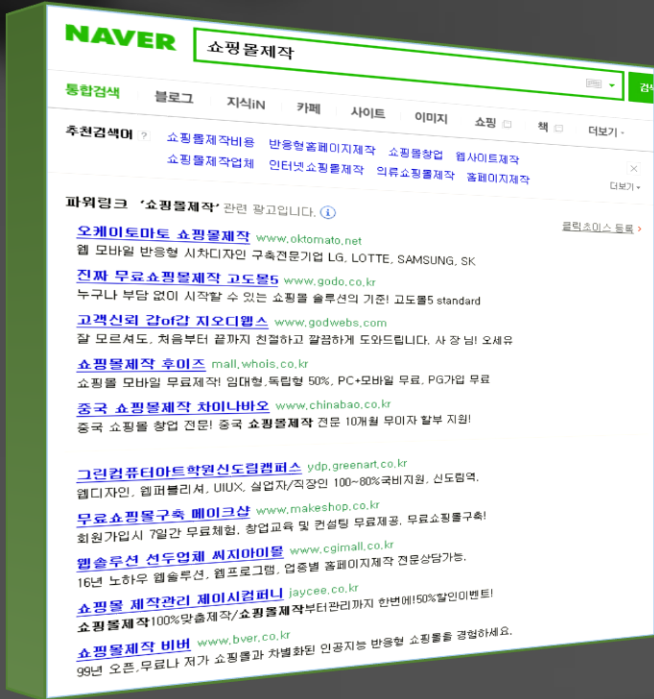 NAVER
쇼핑몰제작
통합검색 블로그 지식iN 카페 사이트 이미지 쇼핑 책 더보기
추천검색어 ? 쇼핑몰제작비용 반응형홈페이지제작 쇼핑몰창업 웹사이트제작
쇼핑몰제작업체 인터넷쇼핑몰제작 의류쇼핑몰제작 홈페이지제작
더보기
파워링크 '쇼핑몰제작' 관련 광고입니다. i
클릭초이스 등록 >
오케이토마토 쇼핑몰제작 www.oktomato.net
웹 모바일 반응형 시차디자인 구축전문기업 LG, LOTTE, SAMSUNG, SK
진짜 무료쇼핑몰제작 고도몰5 www.godo.co.kr
누구나 부담 없이 시작할 수 있는 쇼핑몰 솔루션의 기준! 고도몰5 standard
고객신뢰 갑of갑 지오디웹스 www.godwebs.com
잘 모르셔도, 처음부터 끝까지 친절하고 깔끔하게 도와드립니다. 사 장 님! 오세유
쇼핑몰제작 후이즈 mall.whois.co.kr
쇼핑몰 모바일 무료제작! 임대형,독립형 50%, PC+모바일 무료, PG가입 무료
중국 쇼핑몰제작 차이나바오 www.chinabao.co.kr
중국 쇼핑몰 창업 전문! 중국 쇼핑몰제작 전문 10개월 무이자 할부 지원!
그린컴퓨터아트학원신도림캠퍼스 ydp.greenart.co.kr
웹디자인, 웹퍼블리셔, UIUX, 실업자/직장인 100~80%국비지원, 신도림역.
무료쇼핑몰구축 메이크샵 www.makeshop.co.kr
회원가입시 7일간 무료체험, 창업교육 및 컨설팅 무료제공, 무료쇼핑몰구축!
웹솔루션 선두업체 씨지아이몰 www.cgimall.co.kr
16년 노하우 웹솔루션, 웹프로그램, 업종별 홈페이지제작 전문상담가능.
쇼핑몰 제작관리 제이시컴퍼니 jaycee.co.kr
쇼핑몰제작100%맞춤제작/쇼핑몰제작부터관리까지 한번에!50%할인이벤트!
쇼핑몰제작 비버 www.bver.co.kr
99년 오픈,무료나 저가 쇼핑몰과 차별화된 인공지능 반응형 쇼핑몰을 경험하세요.